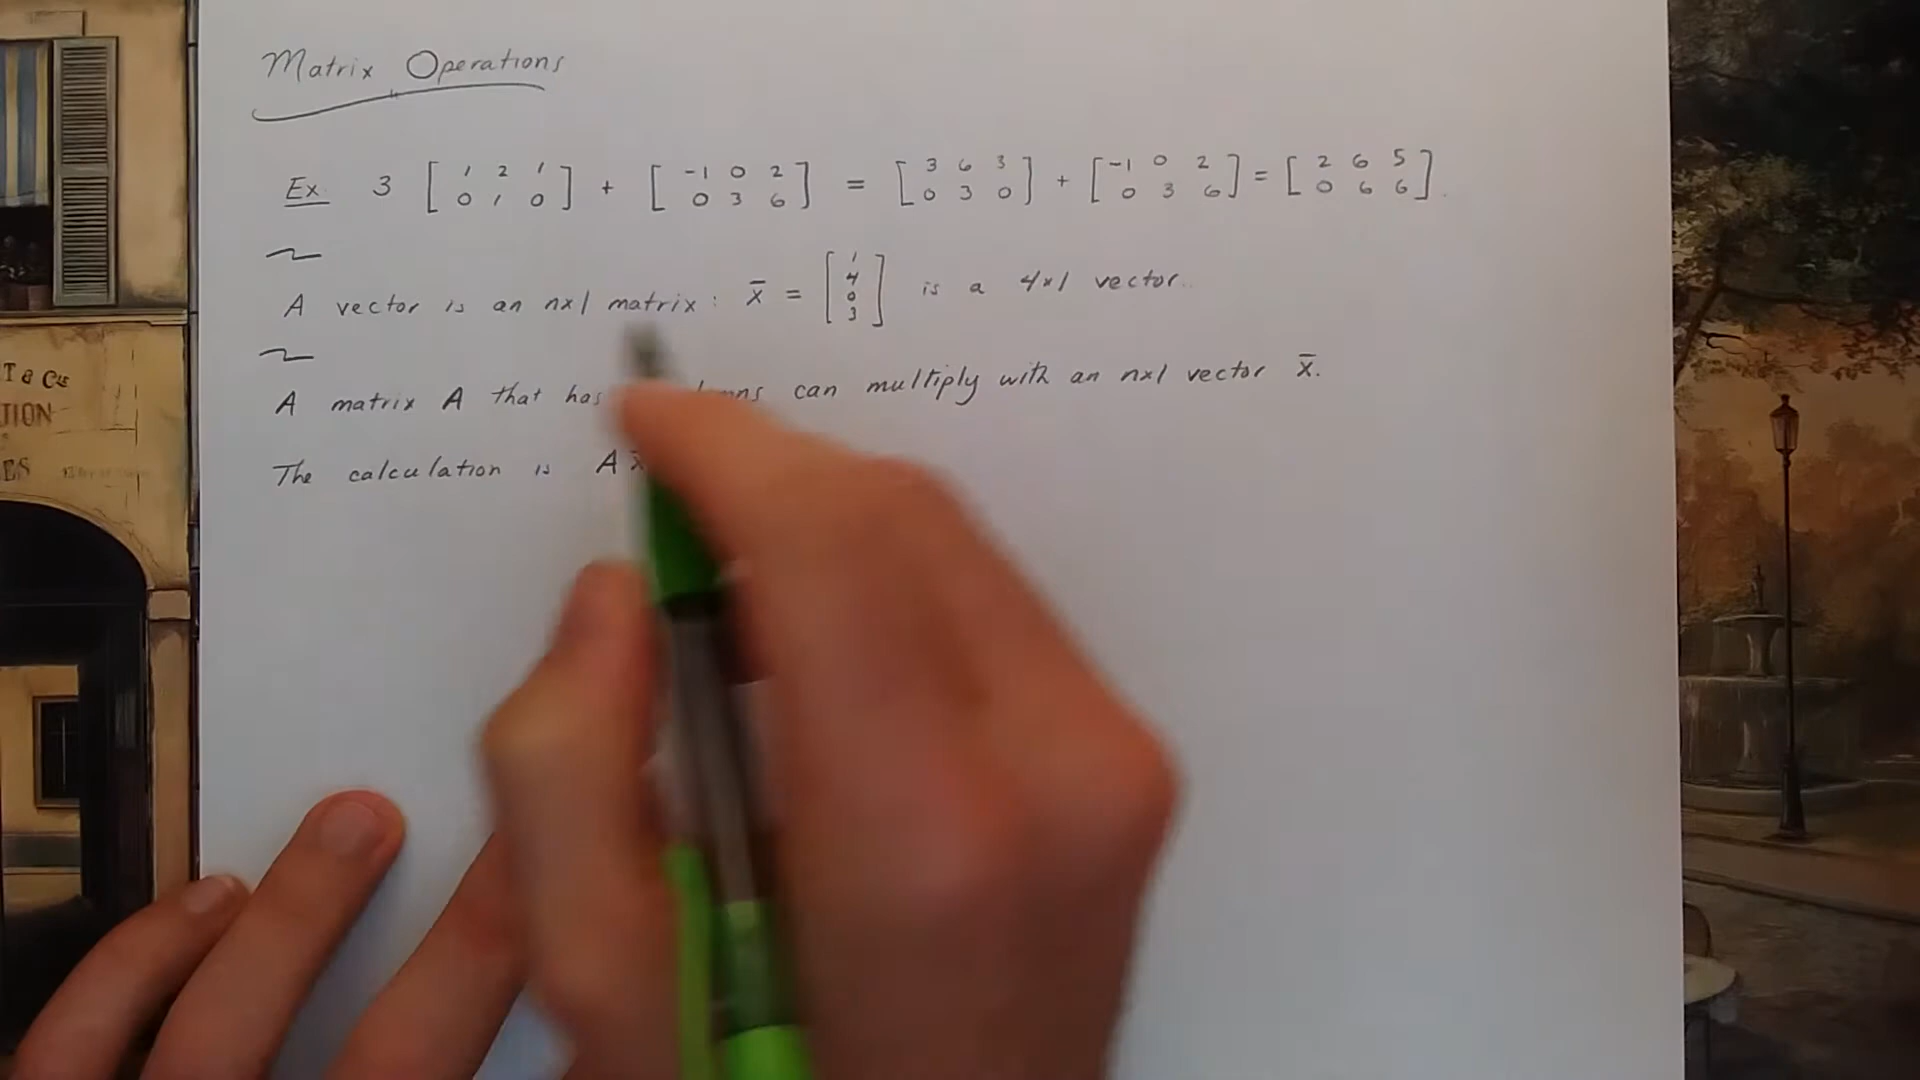 Matrix Operations
Ex. 3 [ 1 2 1 ; 0 1 0 ] + [ -1 0 2 ; 0 3 6 ] = [ 3 6 3 ; 0 3 0 ] + [ -1 0 2 ; 0 3 6 ] = [ 2 6 5 ; 0 6 6 ].
A vector is an nx1 matrix: x̄ = [ 1 ; 4 ; 0 ; 3 ] is a 4x1 vector.
A matrix A that has can multiply with an nx1 vector x̄.
The calculation is A x̄